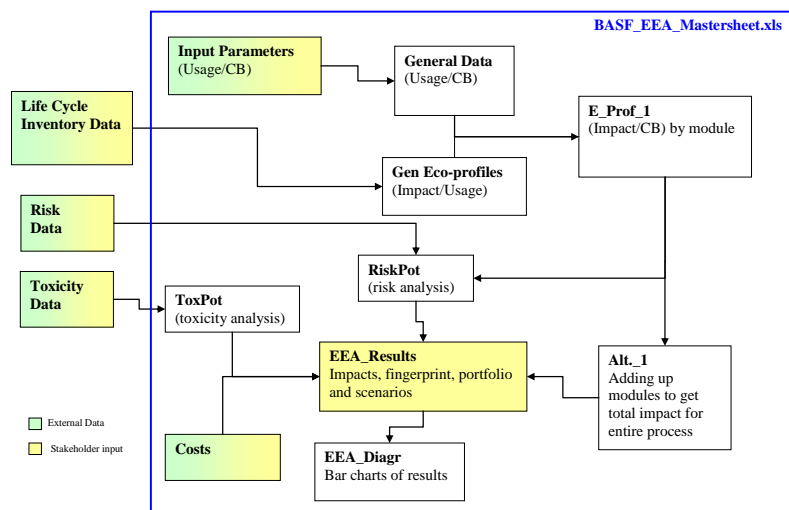 BASF_EEA_Mastersheet.xls
Input Parameters
(Usage/CB)
General Data
(Usage/CB)
Life Cycle
Inventory Data
E_Prof_1
(Impact/CB) by module
Gen Eco-profiles
(Impact/Usage)
Risk
Data
RiskPot
(risk analysis)
Toxicity
Data
ToxPot
(toxicity analysis)
EEA_Results
Impacts, fingerprint, portfolio
and scenarios
Alt._1
Adding up
modules to get
total impact for
entire process
External Data
Stakeholder input
Costs
EEA_Diagr
Bar charts of results